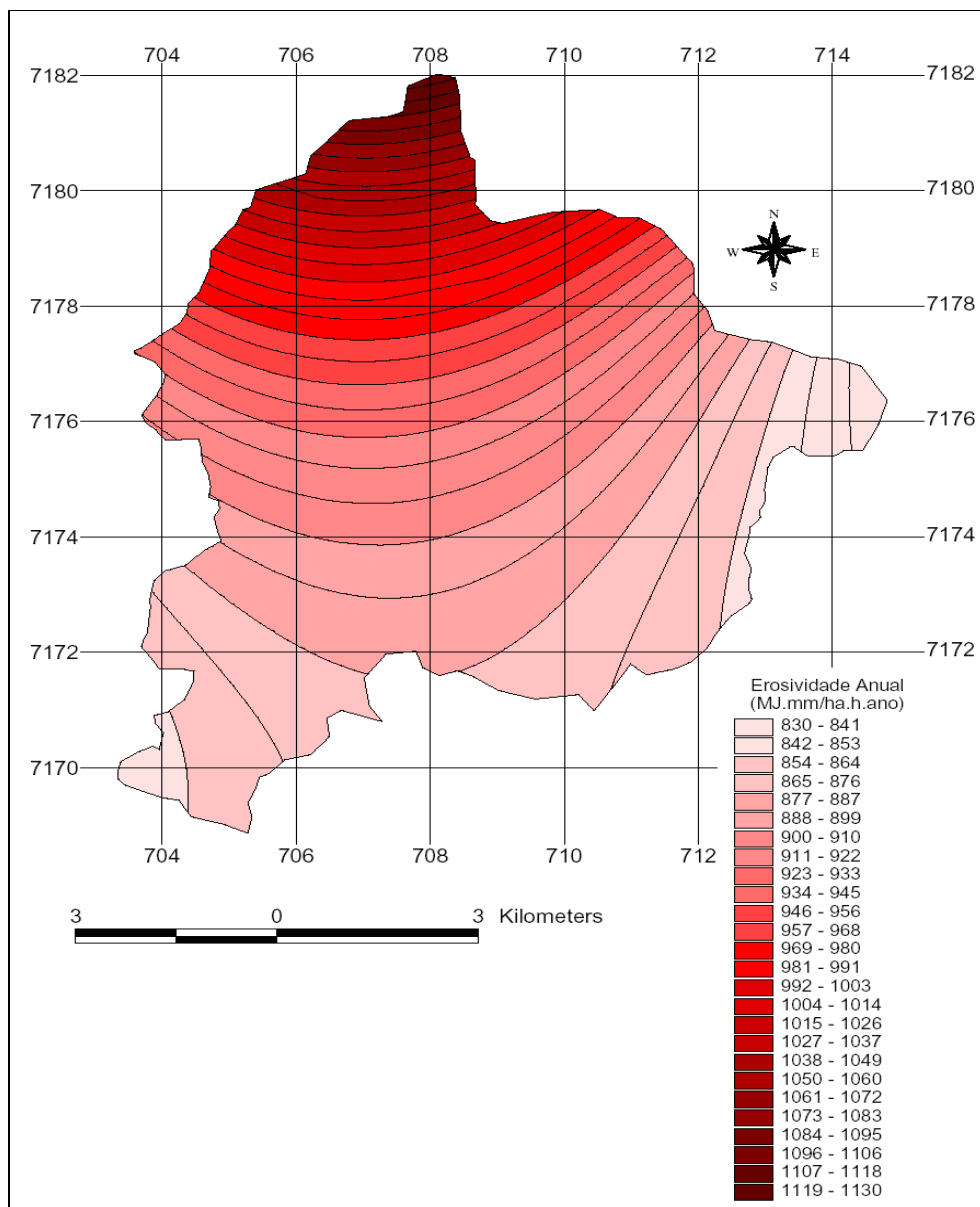 704 706 708 710 712 714
7182 7182
7180 7180
N
W E
S
7178 7178
7176 7176
7174 7174
7172 7172
Erosividade Anual
(MJ.mm/ha.h.ano)
830 - 841
842 - 853
854 - 864
7170
865 - 876
877 - 887
888 - 899
900 - 910
704 706 708 710 712
911 - 922
923 - 933
934 - 945
3 0 3 Kilometers
946 - 956
957 - 968
969 - 980
981 - 991
992 - 1003
1004 - 1014
1015 - 1026
1027 - 1037
1038 - 1049
1050 - 1060
1061 - 1072
1073 - 1083
1084 - 1095
1096 - 1106
1107 - 1118
1119 - 1130